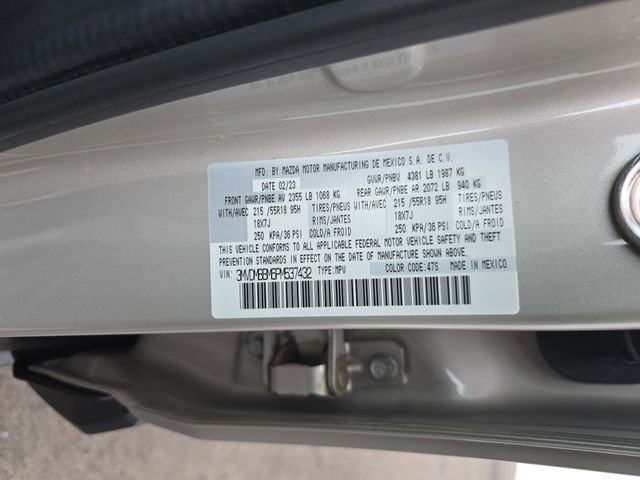 MFD. BY MAZDA MOTOR MANUFACTURING DE MEXICO S.A. DE C.V.
DATE 02/23 GVWR/PNBV 4381 LB 1987 KG
FRONT GAWR/PNBE AV 2355 LB 1068 KG REAR GAWR/PNBE AR 2072 LB 940 KG
WITH/AVEC 215 /55R18 95H TIRES/PNEUS WITH/AVEC 215 /55R18 95H TIRES/PNEUS
18X7J RIMS/JANTES 18X7J RIMS/JANTES
250 KPA/36 PSI COLD/A FROID 250 KPA/36 PSI COLD/A FROID
THIS VEHICLE CONFORMS TO ALL APPLICABLE FEDERAL MOTOR VEHICLE SAFETY AND THEFT
PREVENTION STANDARDS IN EFFECT ON THE DATE OF MANUFACTURE SHOWN ABOVE.
VIN: 3MVDMBBM6PM537432 TYPE:MPV COLOR CODE:47S MADE IN MEXICO